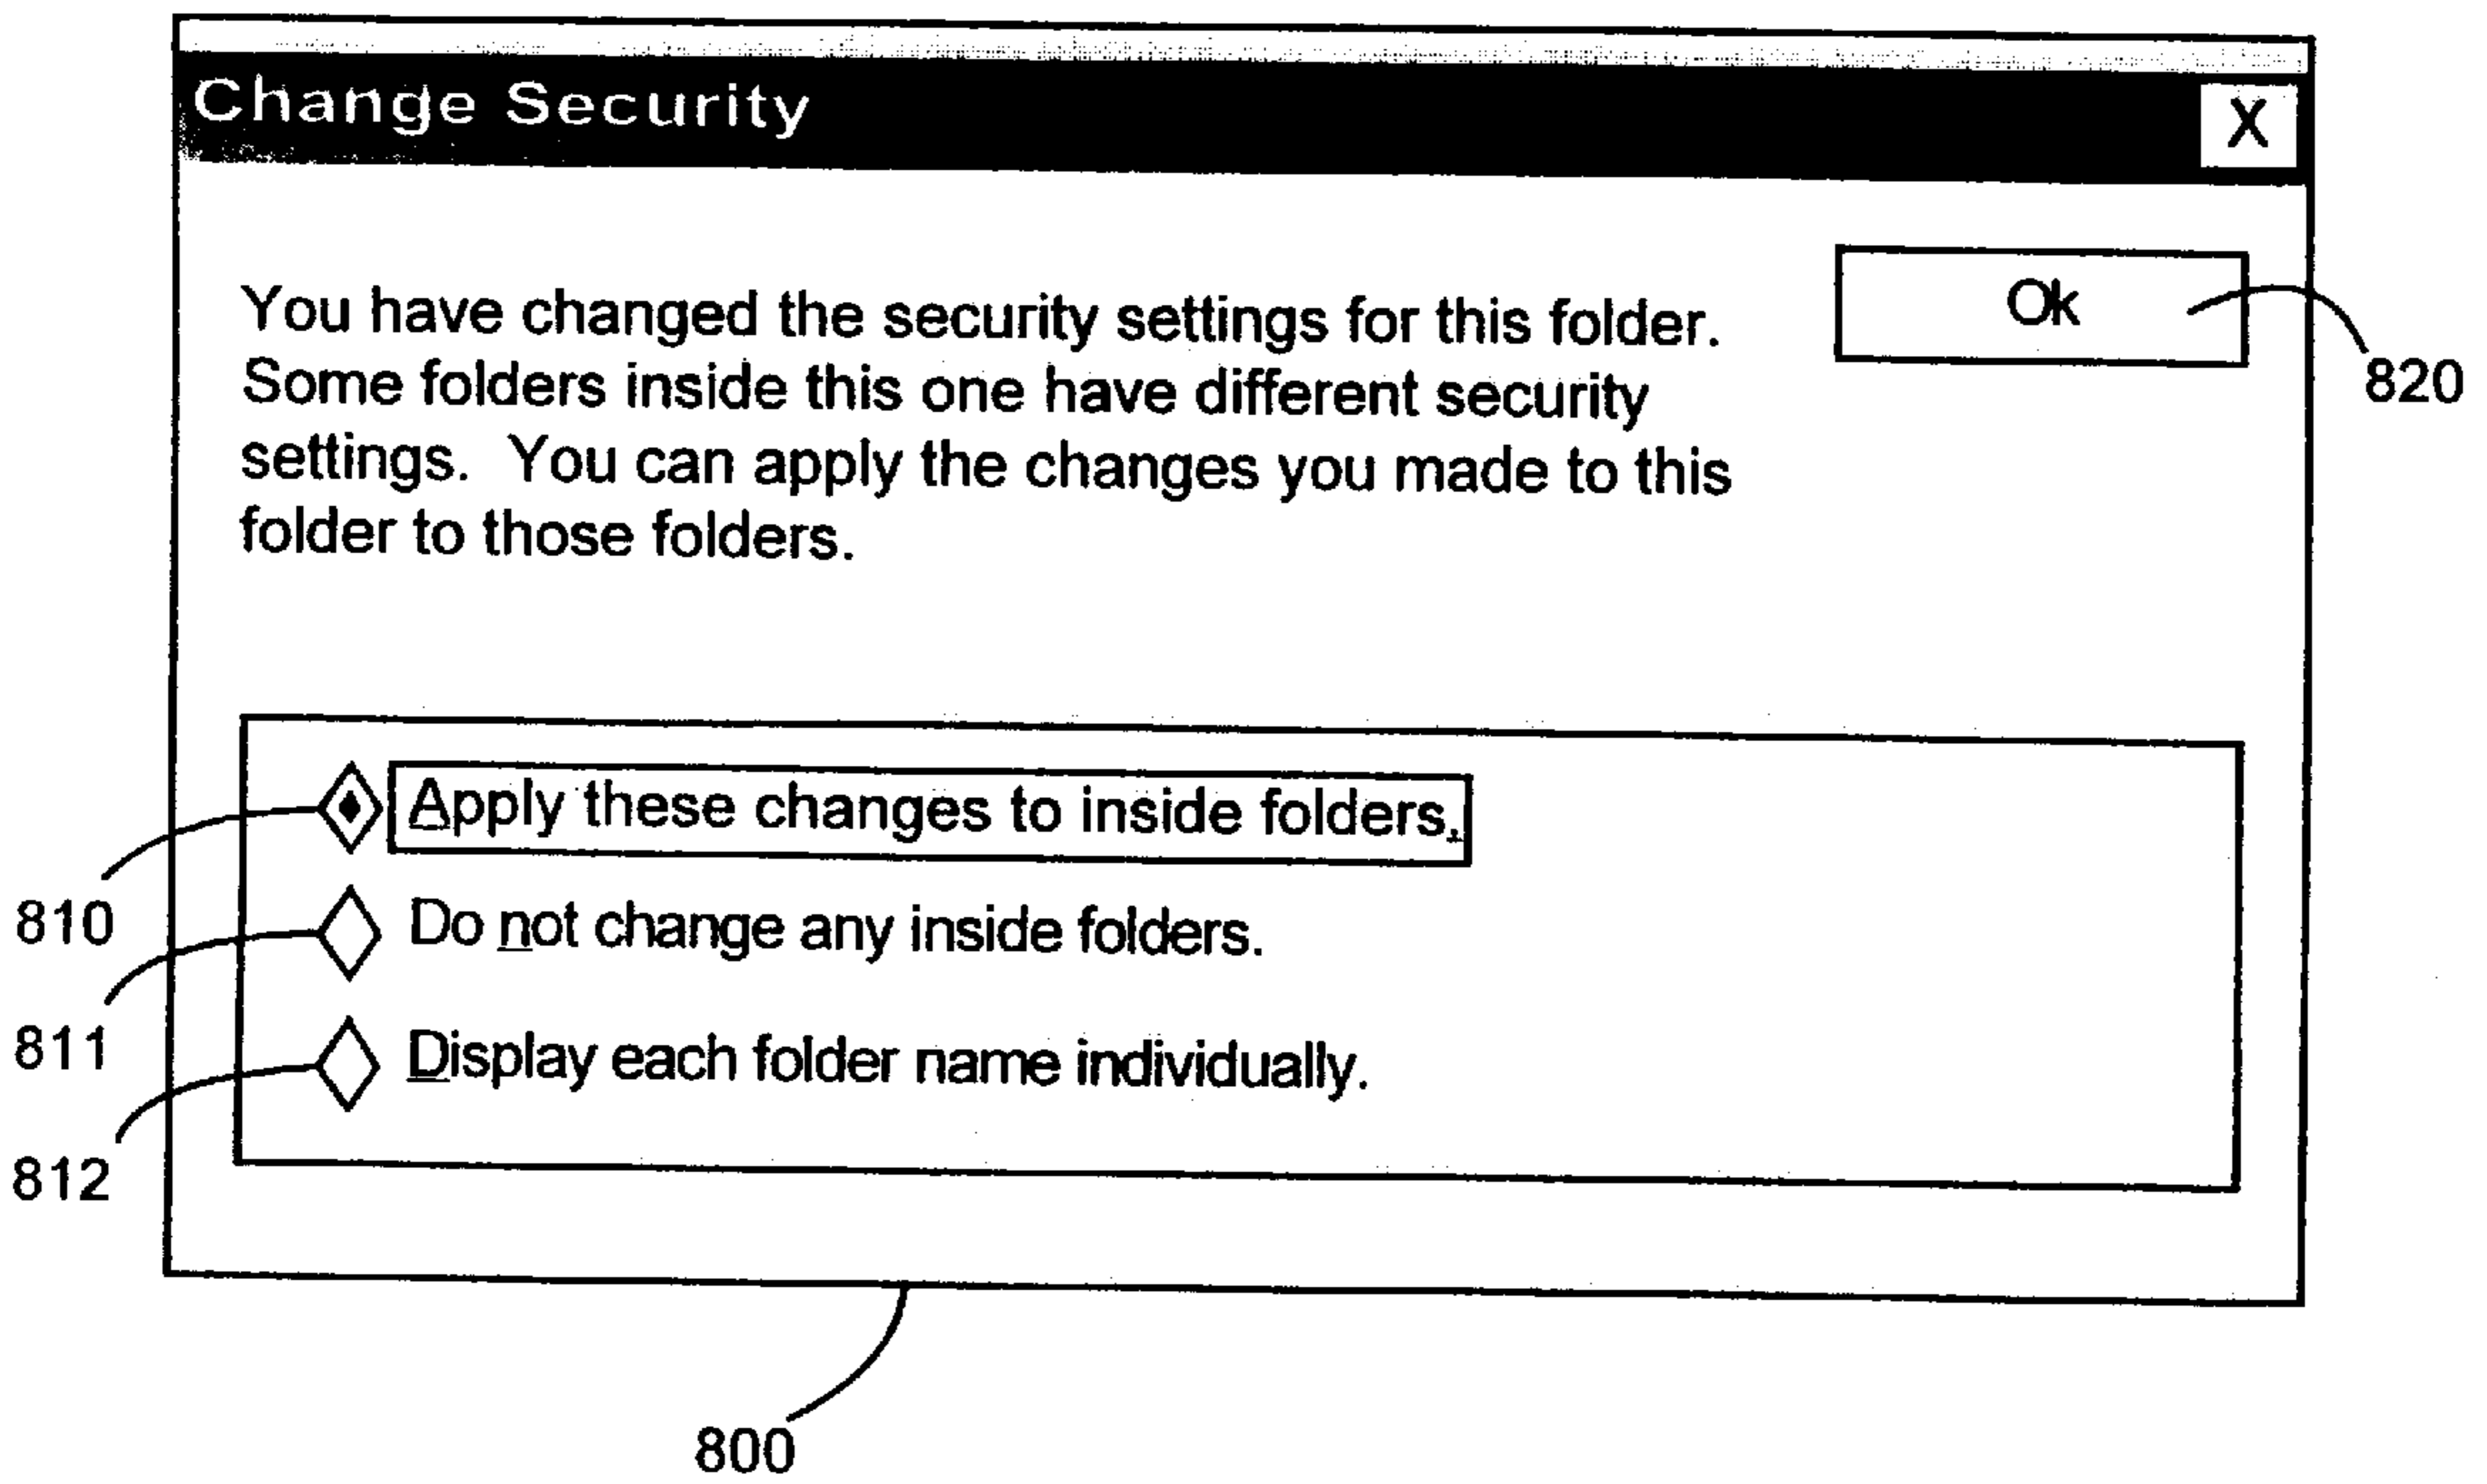 Change Security
X
You have changed the security settings for this folder.
Some folders inside this one have different security
settings. You can apply the changes you made to this
folder to those folders.
Ok
820
Apply these changes to inside folders.
810
Do not change any inside folders.
811
Display each folder name individually.
812
800